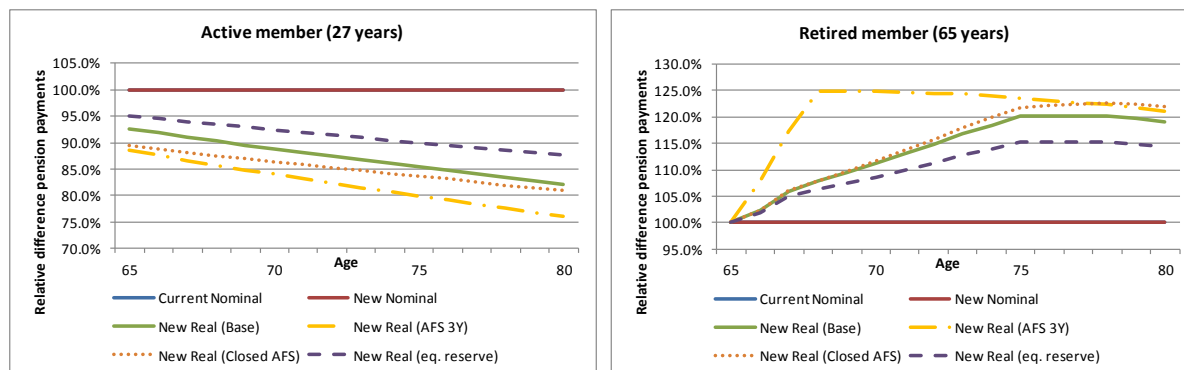 Active member (27 years)
Relative difference pension payments
105.0%
100.0%
95.0%
90.0%
85.0%
80.0%
75.0%
70.0%
65 70 75 80
Age
Current Nominal New Nominal
New Real (Base) New Real (AFS 3Y)
New Real (Closed AFS) New Real (eq. reserve)
Retired member (65 years)
Relative difference pension payments
130.0%
125.0%
120.0%
115.0%
110.0%
105.0%
100.0%
95.0%
65 70 75 80
Age
Current Nominal New Nominal
New Real (Base) New Real (AFS 3Y)
New Real (Closed AFS) New Real (eq. reserve)